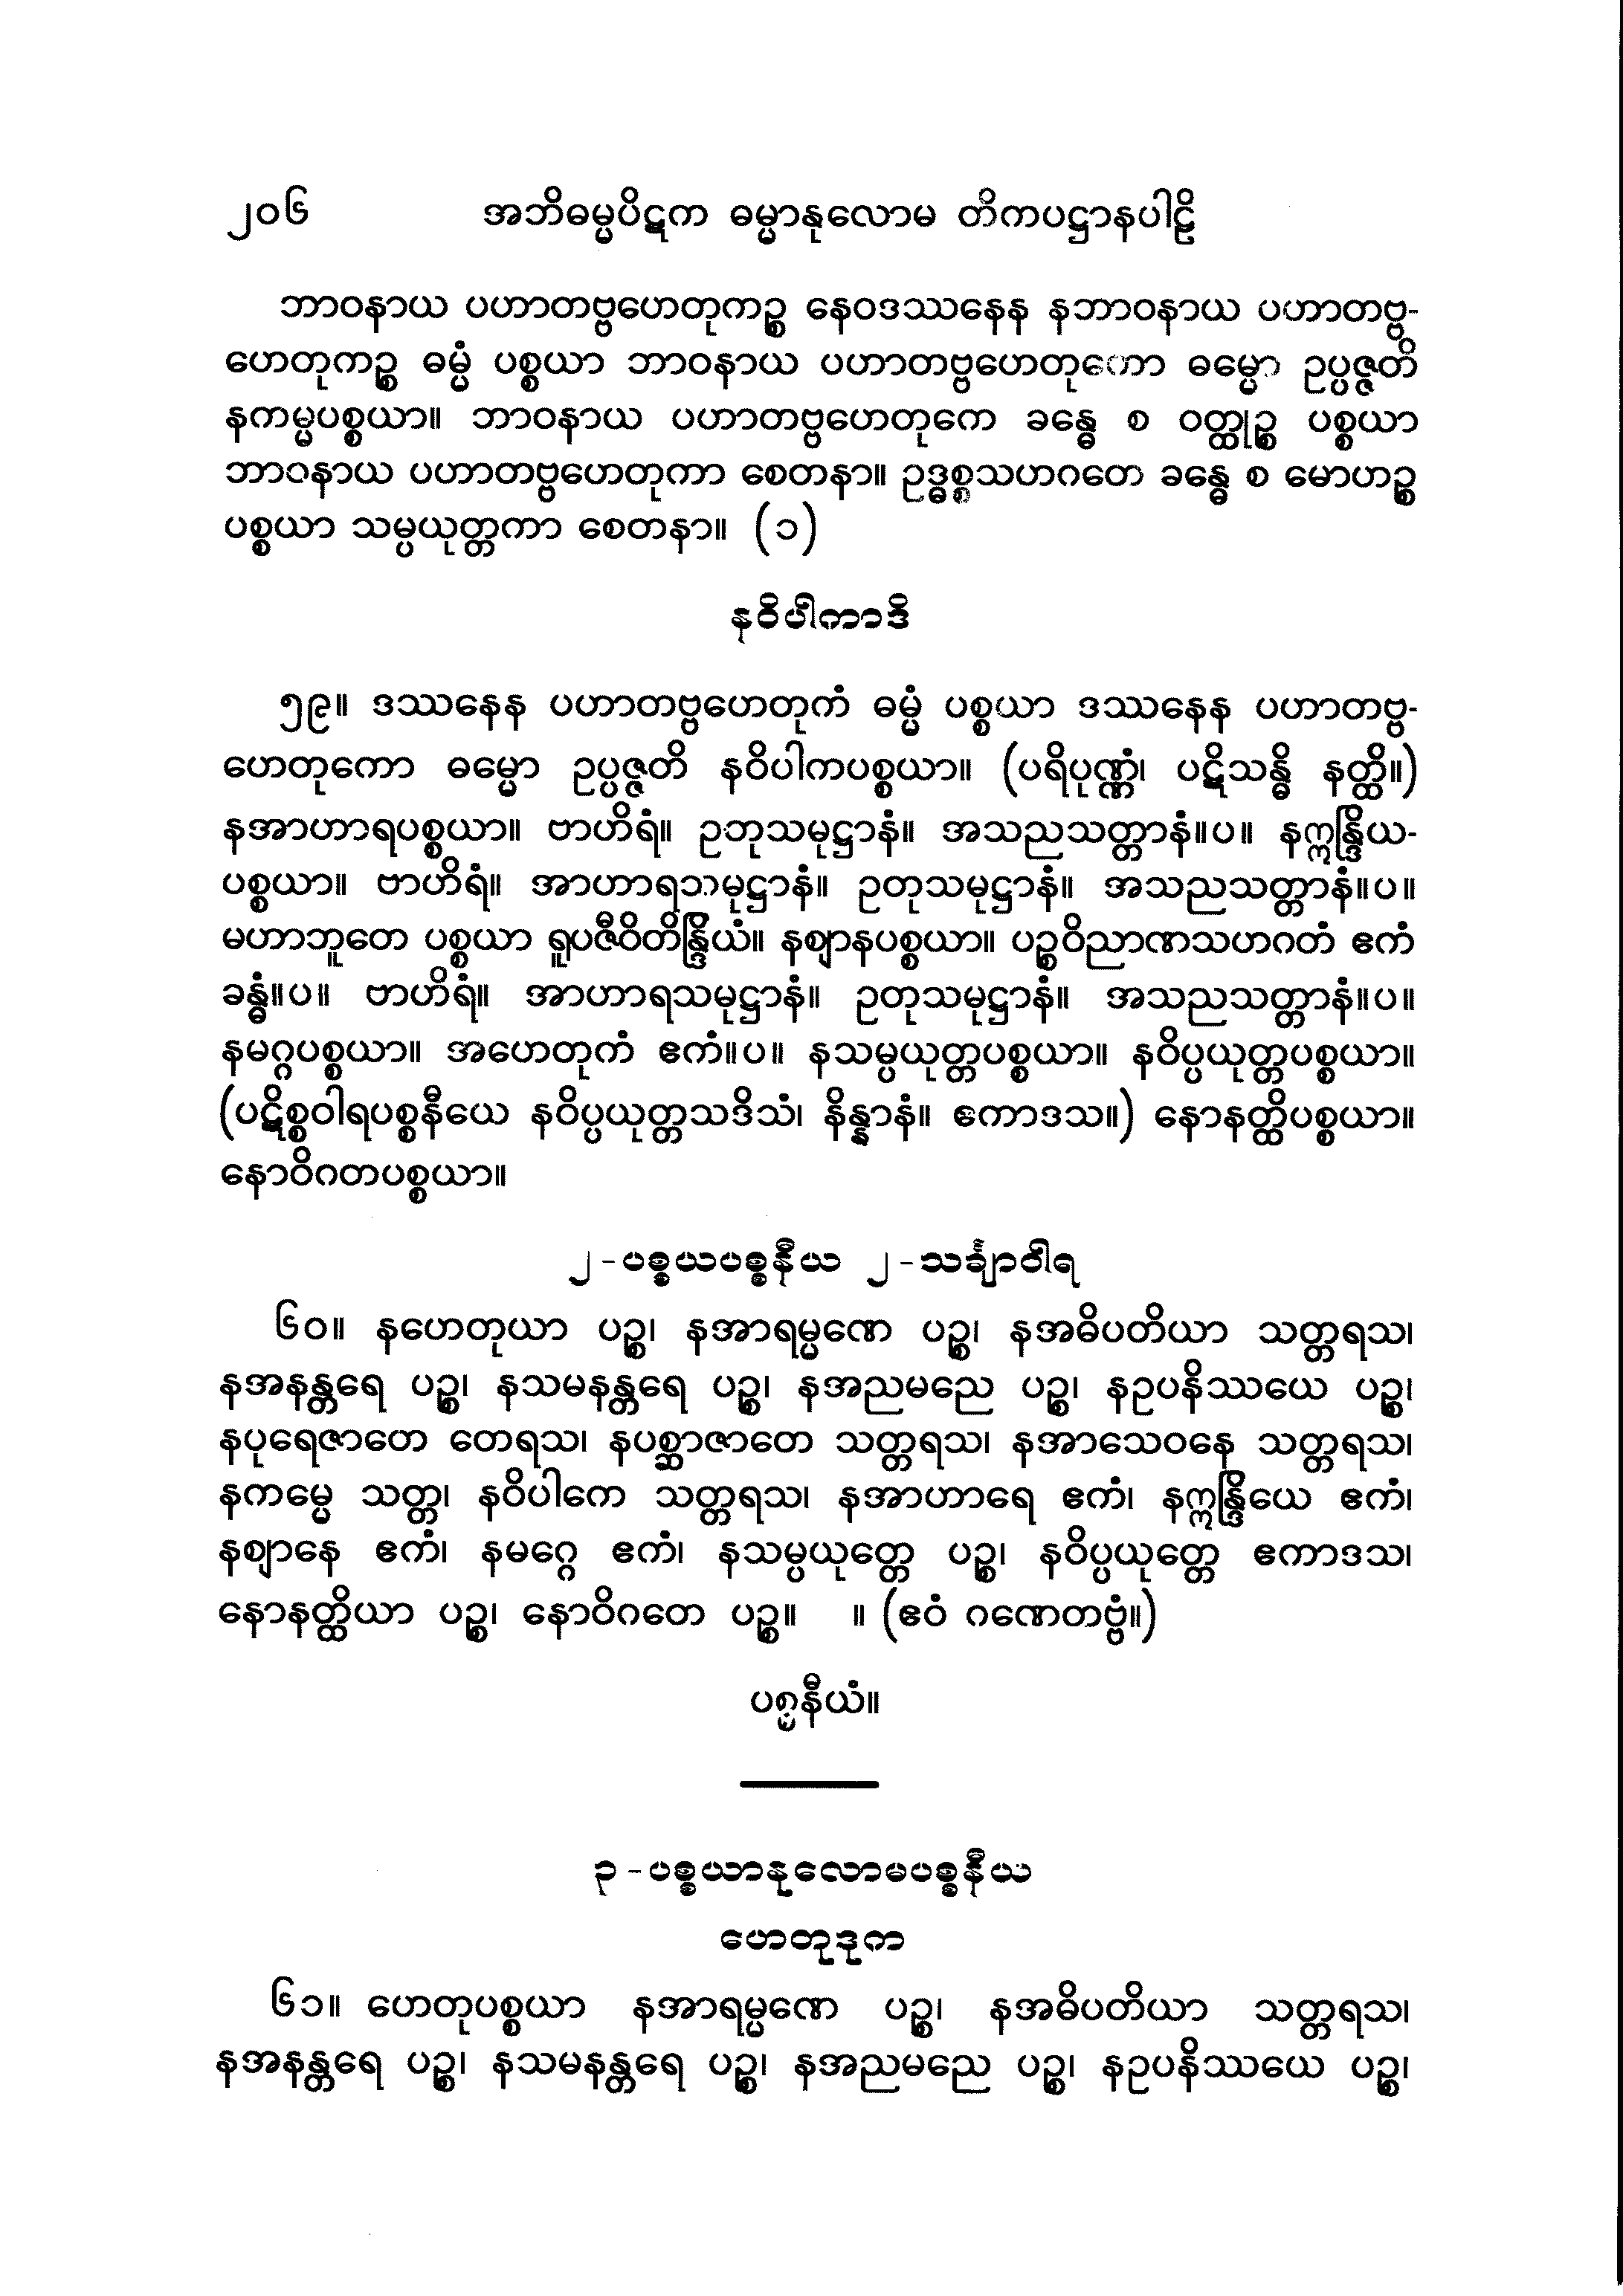 ၂၀၆ အဘိဓမ္မပိဋက ဓမ္မာနုလောမ တိကပဋ္ဌာနပါဠိ
ဘာဝနာယ ပဟာတဗ္ဗဟေတုကဉ္စ နေဝဒဿနေန နဘာဝနာယ ပဟာတဗ္ဗ-
ဟေတုကဉ္စ ဓမ္မံ ပစ္စယာ ဘာဝနာယ ပဟာတဗ္ဗဟေတုကော ဓမ္မော ဥပ္ပဇ္ဇတိ
နကမ္မပစ္စယာ။ ဘာဝနာယ ပဟာတဗ္ဗဟေတုကေ ခန္ဓေ စ ဝတ္ထုဉ္စ ပစ္စယာ
ဘာဝနာယ ပဟာတဗ္ဗဟေတုကာ စေတနာ။ ဥဒ္ဓစ္စသဟဂတေ ခန္ဓေ စ မောဟဉ္စ
ပစ္စယာ သမ္ပယုတ္တကာ စေတနာ။ (၁)
နဝိပါကာဒိ
၅၉။ ဒဿနေန ပဟာတဗ္ဗဟေတုကံ ဓမ္မံ ပစ္စယာ ဒဿနေန ပဟာတဗ္ဗ-
ဟေတုကော ဓမ္မော ဥပ္ပဇ္ဇတိ နဝိပါကပစ္စယာ။ (ပရိပုဏ္ဏံ၊ ပဋိသန္ဓိ နတ္ထိ။)
နအာဟာရပစ္စယာ။ ဗာဟိရံ။ ဥဘုသမုဋ္ဌာနံ။ အသညသတ္တာနံ။ပ။ နဣန္ဒြိယ-
ပစ္စယာ။ ဗာဟိရံ။ အာဟာရသမုဋ္ဌာနံ။ ဥတုသမုဋ္ဌာနံ။ အသညသတ္တာနံ။ပ။
မဟာဘူတေ ပစ္စယာ ရူပဇီဝိတိန္ဒြိယံ။ နဈာနပစ္စယာ။ ပဉ္စဝိညာဏသဟဂတံ ဧကံ
ခန္ဓံ။ပ။ ဗာဟိရံ။ အာဟာရသမုဋ္ဌာနံ။ ဥတုသမုဋ္ဌာနံ။ အသညသတ္တာနံ။ပ။
နမဂ္ဂပစ္စယာ။ အဟေတုကံ ဧကံ။ပ။ နသမ္ပယုတ္တပစ္စယာ။ နဝိပ္ပယုတ္တပစ္စယာ။
(ပဋိစ္စဝါရပစ္စနီယေ နဝိပ္ပယုတ္တသဒိသံ၊ နိန္နာနံ။ ဧကာဒသ။) နောနတ္ထိပစ္စယာ။
နောဝိဂတပစ္စယာ။
၂-ပစ္စယပစ္စနီယ ၂-သင်္ချာဝါရ
၆၀။ နဟေတုယာ ပဉ္စ၊ နအာရမ္မဏေ ပဉ္စ၊ နအဓိပတိယာ သတ္တရသ၊
နအနန္တရေ ပဉ္စ၊ နသမနန္တရေ ပဉ္စ၊ နအညမညေ ပဉ္စ၊ နဥပနိဿယေ ပဉ္စ၊
နပုရေဇာတေ တေရသ၊ နပစ္ဆာဇာတေ သတ္တရသ၊ နအာသေဝနေ သတ္တရသ၊
နကမ္မေ သတ္တ၊ နဝိပါကေ သတ္တရသ၊ နအာဟာရေ ဧကံ၊ နဣန္ဒြိယေ ဧကံ၊
နဈာနေ ဧကံ၊ နမဂ္ဂေ ဧကံ၊ နသမ္ပယုတ္တေ ပဉ္စ၊ နဝိပ္ပယုတ္တေ ဧကာဒသ၊
နောနတ္ထိယာ ပဉ္စ၊ နောဝိဂတေ ပဉ္စ။ ။ (ဧဝံ ဂဏေတဗ္ဗံ။)
ပစ္စနီယံ။
၃-ပစ္စယာနုလောမပစ္စနီယ
ဟေတုဒုက
၆၁။ ဟေတုပစ္စယာ နအာရမ္မဏေ ပဉ္စ၊ နအဓိပတိယာ သတ္တရသ၊
နအနန္တရေ ပဉ္စ၊ နသမနန္တရေ ပဉ္စ၊ နအညမညေ ပဉ္စ၊ နဥပနိဿယေ ပဉ္စ၊